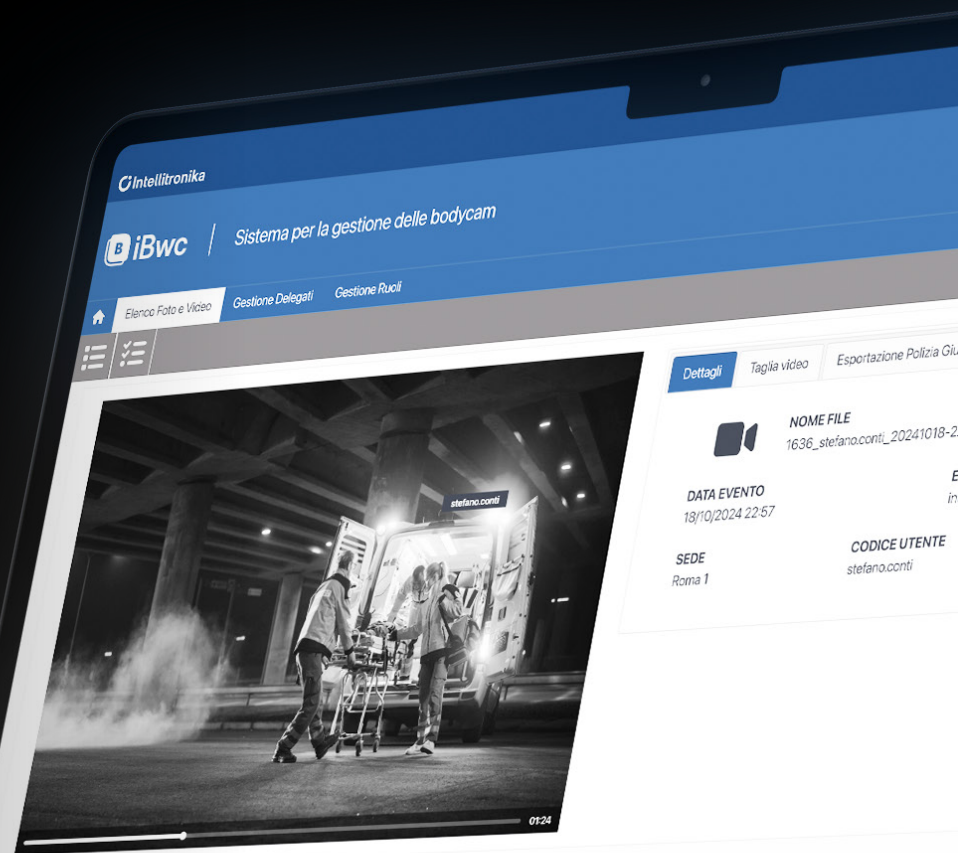 Intellitronika
B iBwc
Sistema per la gestione delle bodycam
Elenco Foto e Video
Gestione Delegati
Gestione Ruoli
Dettagli
Taglia video
Esportazione Polizia Giu
NOME FILE
1636_stefano.conti_20241018-2
DATA EVENTO
18/10/2024 22:57
SEDE
Roma 1
CODICE UTENTE
stefano.conti
stefano.conti
01:24